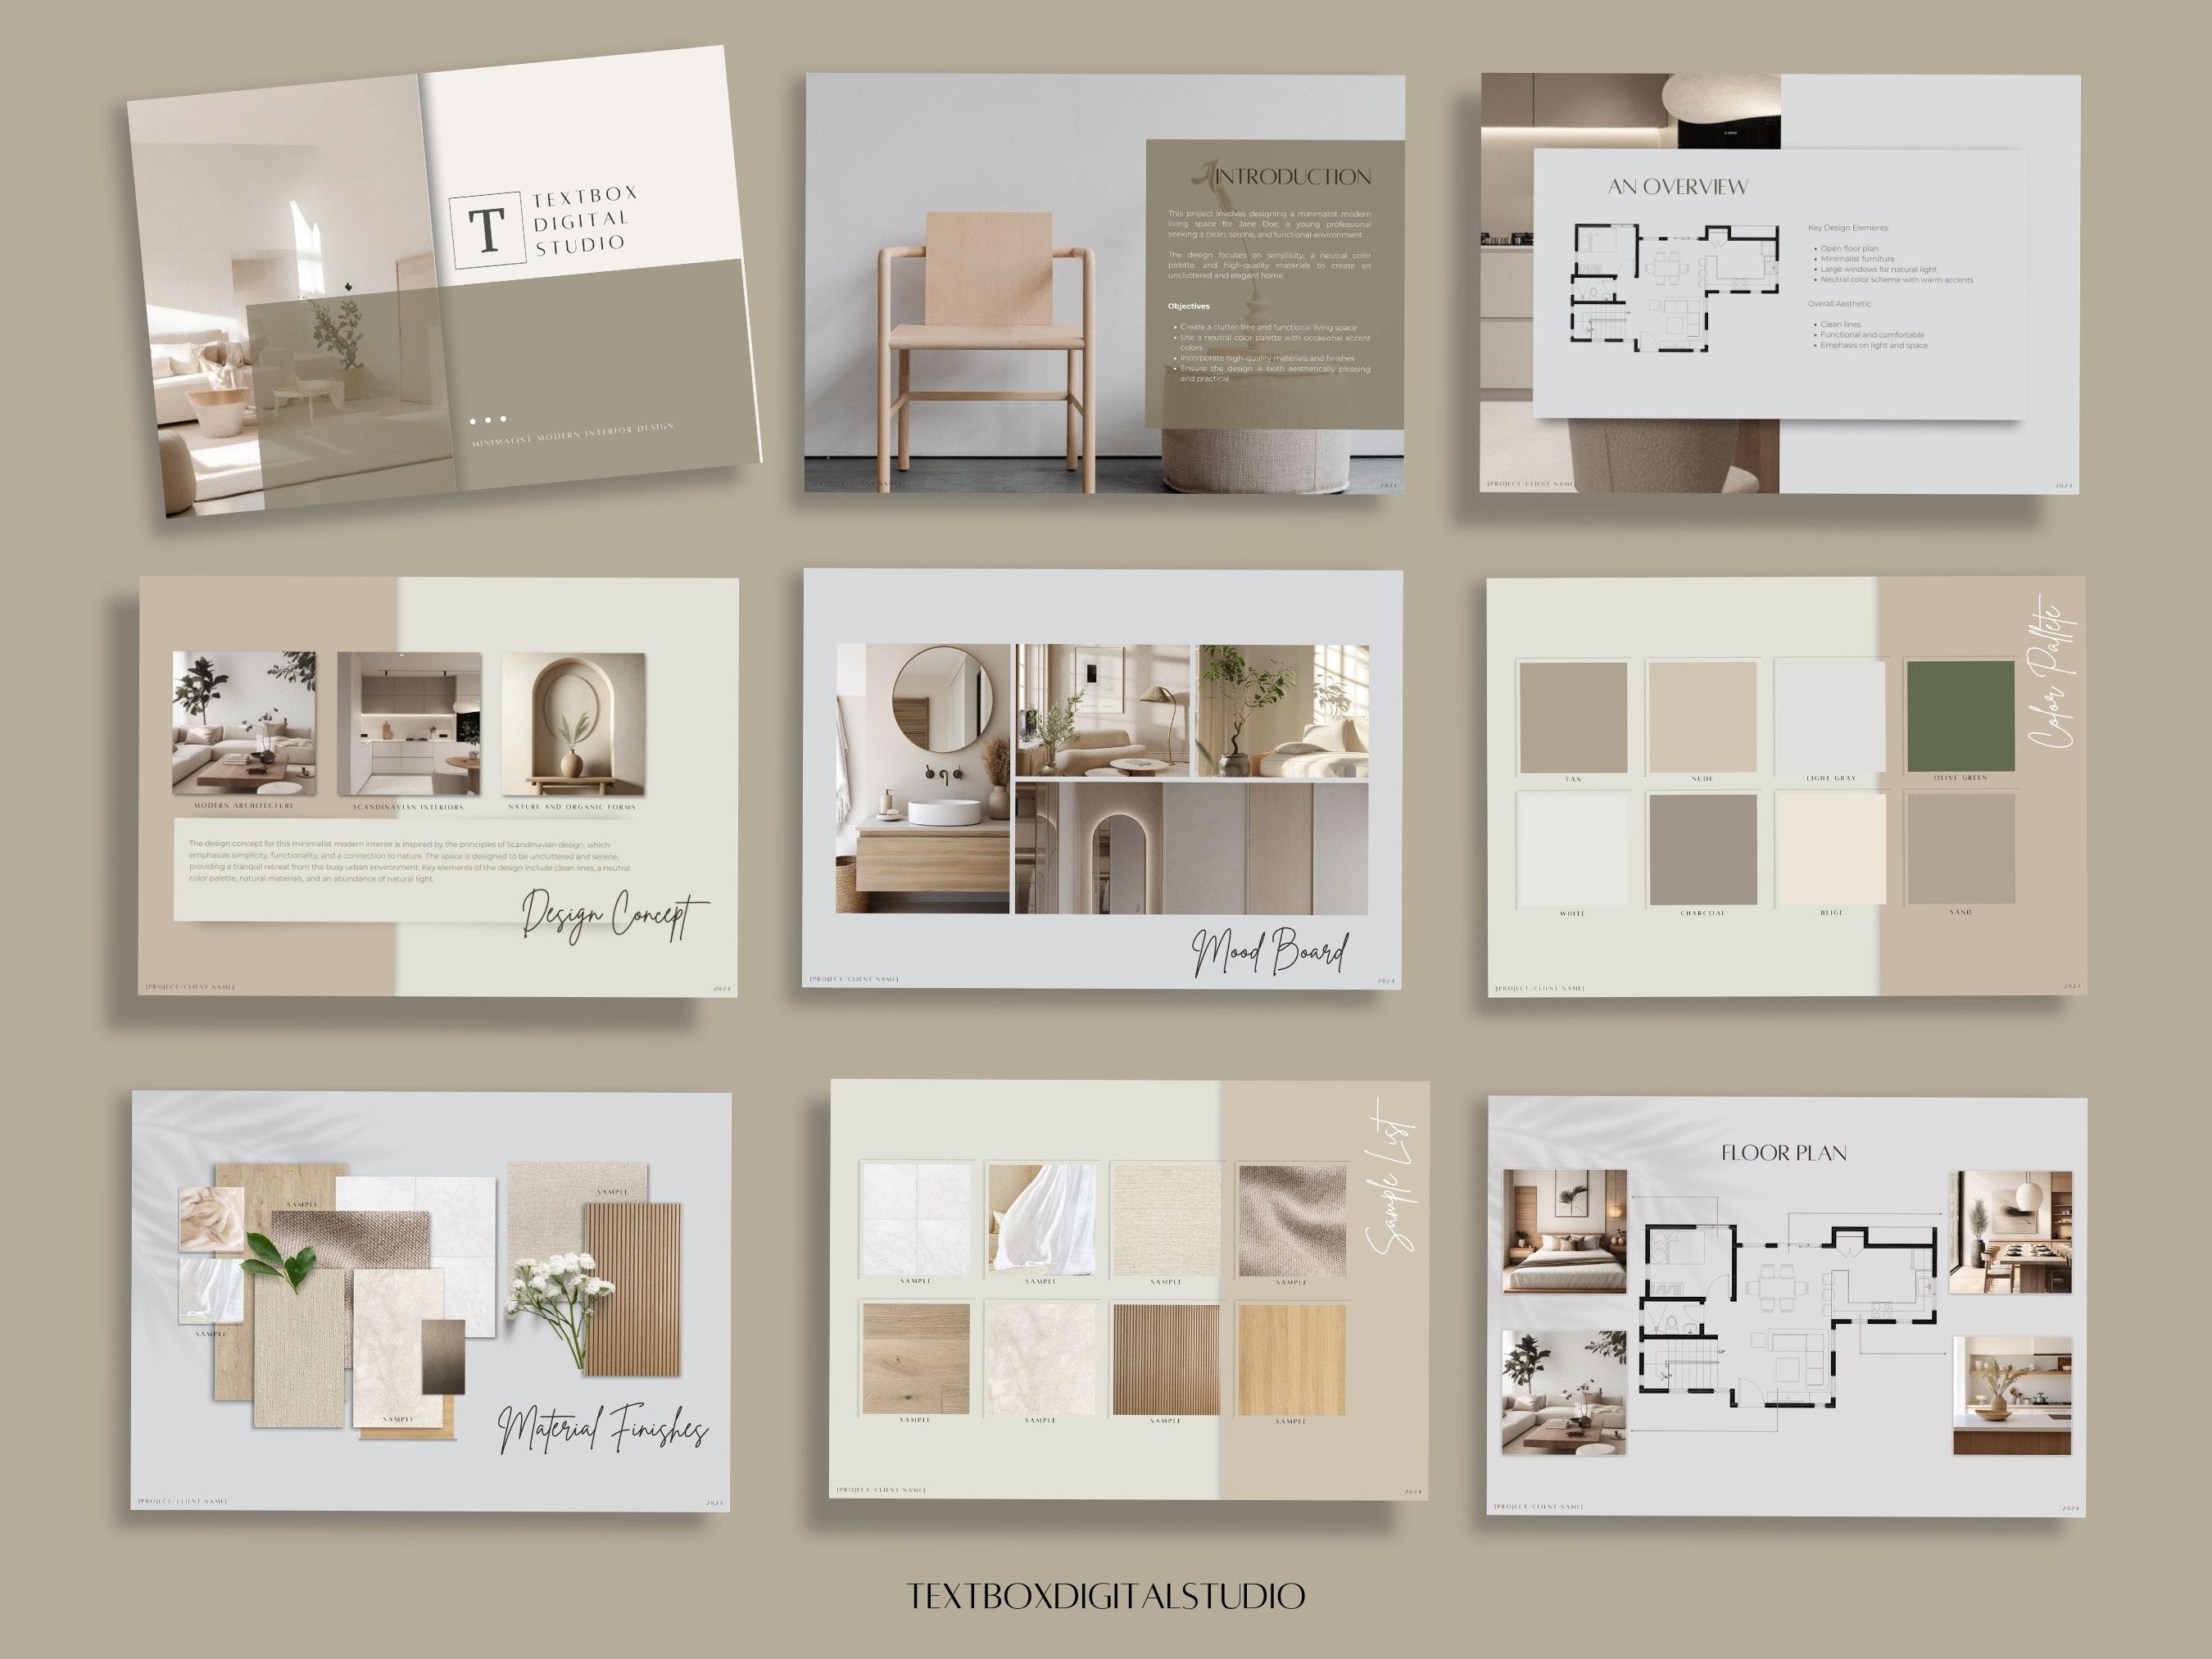 T
TEXTBOX
DIGITAL
STUDIO
MINIMALIST MODERN INTERIOR DESIGN
INTRODUCTION
This project involves designing a minimalist modern
living space for Jane Doe, a young professional
seeking a clean, serene, and functional environment.
The design focuses on simplicity, a neutral color
palette, and high-quality materials to create an
uncluttered and elegant home.
Objectives
• Create a clutter-free and functional living space
• Use a neutral color palette with occasional accent
colors.
• Incorporate high-quality materials and finishes
• Ensure the design is both aesthetically pleasing
and practical.
[PROJECT/CLIENT NAME]
2024
AN OVERVIEW
Key Design Elements:
• Open floor plan
• Minimalist furniture
• Large windows for natural light
• Neutral color scheme with warm accents
Overall Aesthetic:
• Clean lines
• Functional and comfortable
• Emphasis on light and space
[PROJECT/CLIENT NAME]
2024
MODERN ARCHITECTURE
SCANDINAVIAN INTERIORS
NATURE AND ORGANIC FORMS
The design concept for this minimalist modern interior is inspired by the principles of Scandinavian design, which
emphasize simplicity, functionality, and a connection to nature. The space is designed to be uncluttered and serene,
providing a tranquil retreat from the busy urban environment. Key elements of the design include clean lines, a neutral
color palette, natural materials, and an abundance of natural light.
Design Concept
[PROJECT/CLIENT NAME]
2024
Mood Board
[PROJECT/CLIENT NAME]
2024
Color Pallete
TAN
NUDE
LIGHT GRAY
OLIVE GREEN
WHITE
CHARCOAL
BEIGE
SAND
[PROJECT/CLIENT NAME]
2024
SAMPLE
SAMPLE
SAMPLE
SAMPLE
Material Finishes
[PROJECT/CLIENT NAME]
2024
Sample List
SAMPLE
SAMPLE
SAMPLE
SAMPLE
SAMPLE
SAMPLE
SAMPLE
SAMPLE
[PROJECT/CLIENT NAME]
2024
FLOOR PLAN
UP
[PROJECT/CLIENT NAME]
2024
TEXTBOXDIGITALSTUDIO